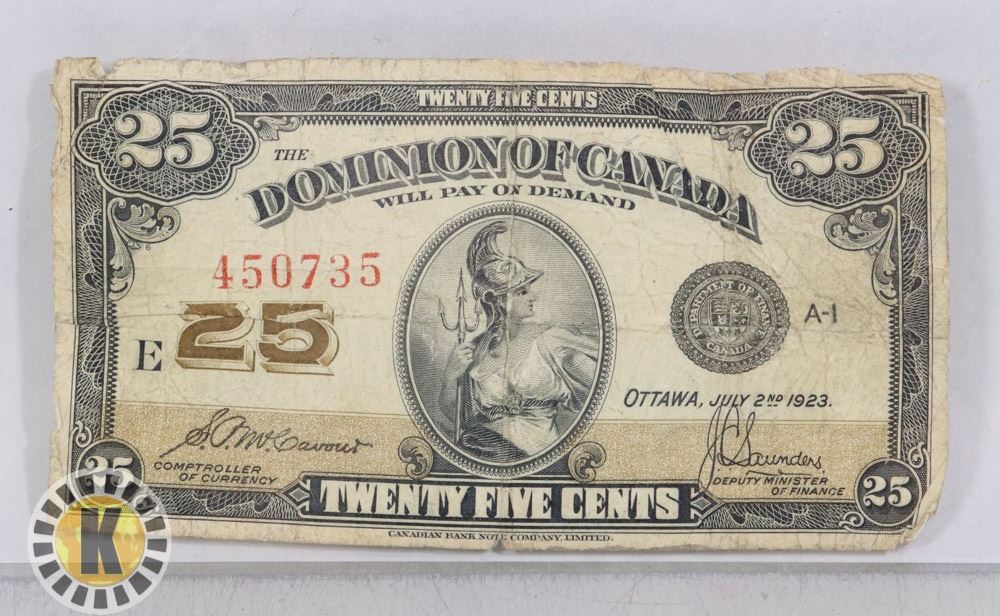 TWENTY FIVE CENTS
25
25
THE DOMINION OF CANADA
WILL PAY ON DEMAND
450735
E 25
DEPARTMENT OF FINANCE
CANADA
A-1
OTTAWA, JULY 2ND 1923.
S.P. McCavour
COMPTROLLER
OF CURRENCY
J.C. Saunders
DEPUTY MINISTER
OF FINANCE
25
TWENTY FIVE CENTS
25
CANADIAN BANK NOTE COMPANY, LIMITED.
K